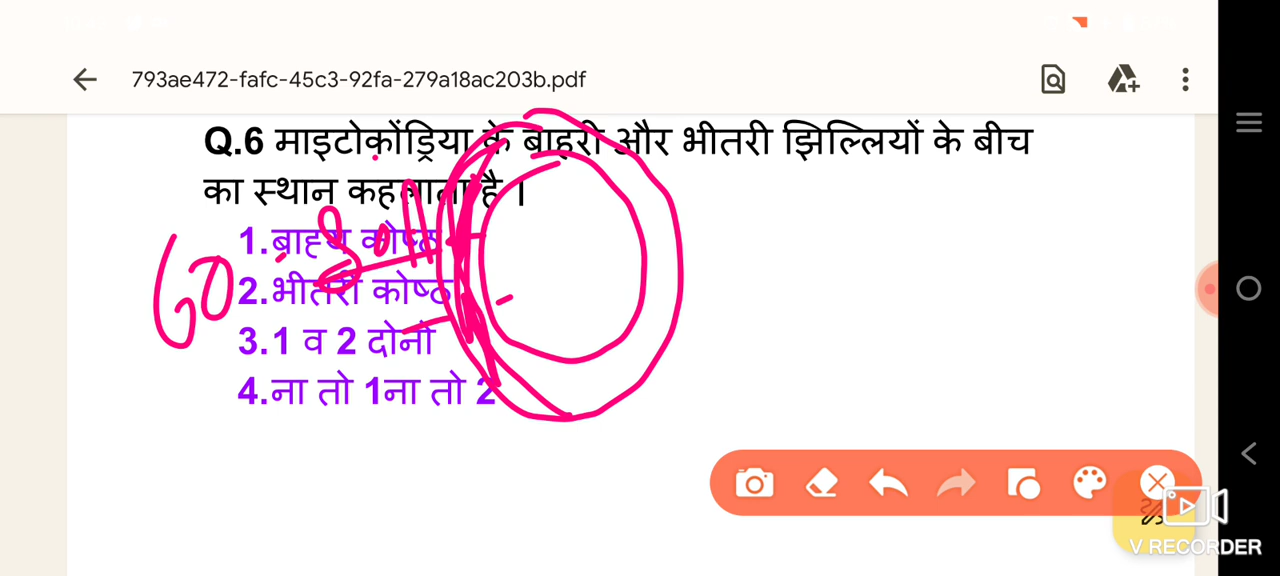 793ae472-fafc-45c3-92fa-279a18ac203b.pdf
Q.6 माइटोकोंड्रिया के बाहरी और भीतरी झिल्लियों के बीच
का स्थान कहलाता है ।
1.ब्राह्य कोष्ठ
2.भीतरी कोष्ठ
3.1 व 2 दोनो
4.ना तो 1ना तो 2
60
V RECORDER